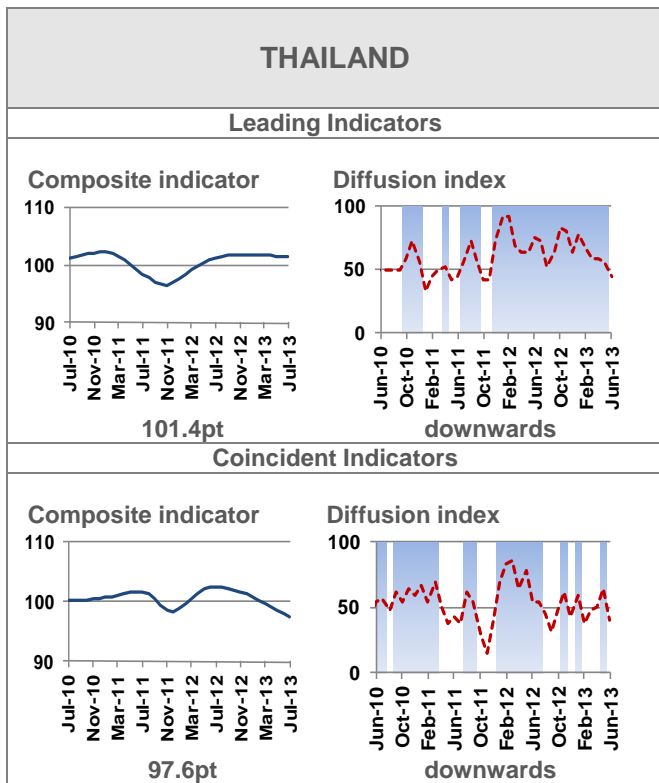 THAILAND
Leading Indicators
Composite indicator
110
100
90
Jul-10
Nov-10
Mar-11
Jul-11
Nov-11
Mar-12
Jul-12
Nov-12
Mar-13
Jul-13
101.4pt
Diffusion index
100
50
0
Jun-10
Oct-10
Feb-11
Jun-11
Oct-11
Feb-12
Jun-12
Oct-12
Feb-13
Jun-13
downwards
Coincident Indicators
Composite indicator
110
100
90
Jul-10
Nov-10
Mar-11
Jul-11
Nov-11
Mar-12
Jul-12
Nov-12
Mar-13
Jul-13
97.6pt
Diffusion index
100
50
0
Jun-10
Oct-10
Feb-11
Jun-11
Oct-11
Feb-12
Jun-12
Oct-12
Feb-13
Jun-13
downwards